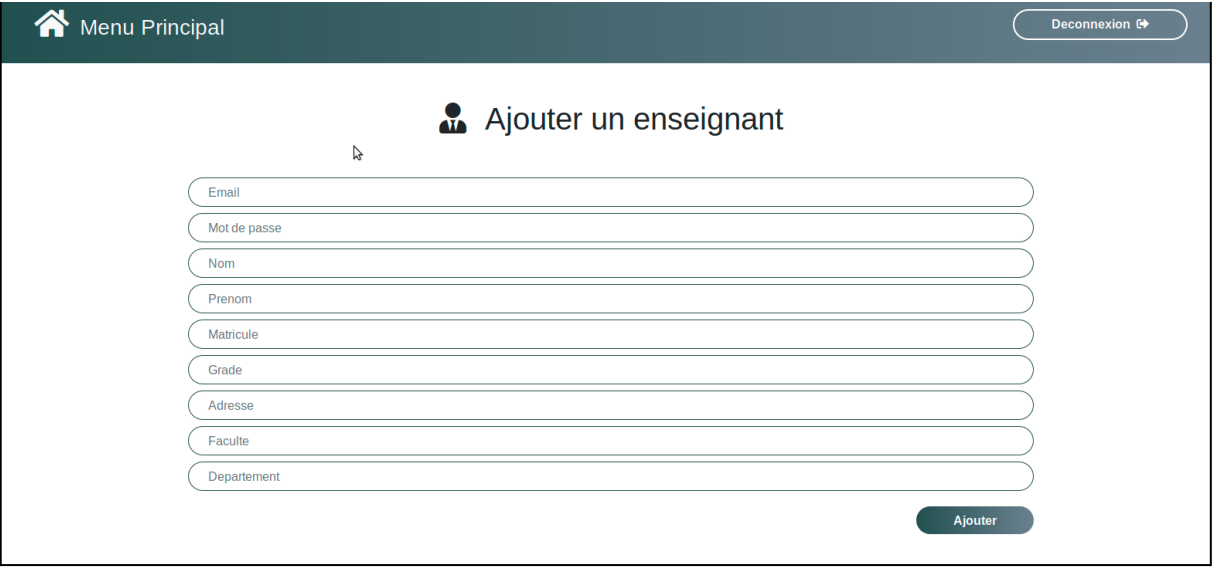 Menu Principal
Deconnexion
Ajouter un enseignant
Email
Mot de passe
Nom
Prenom
Matricule
Grade
Adresse
Faculte
Departement
Ajouter